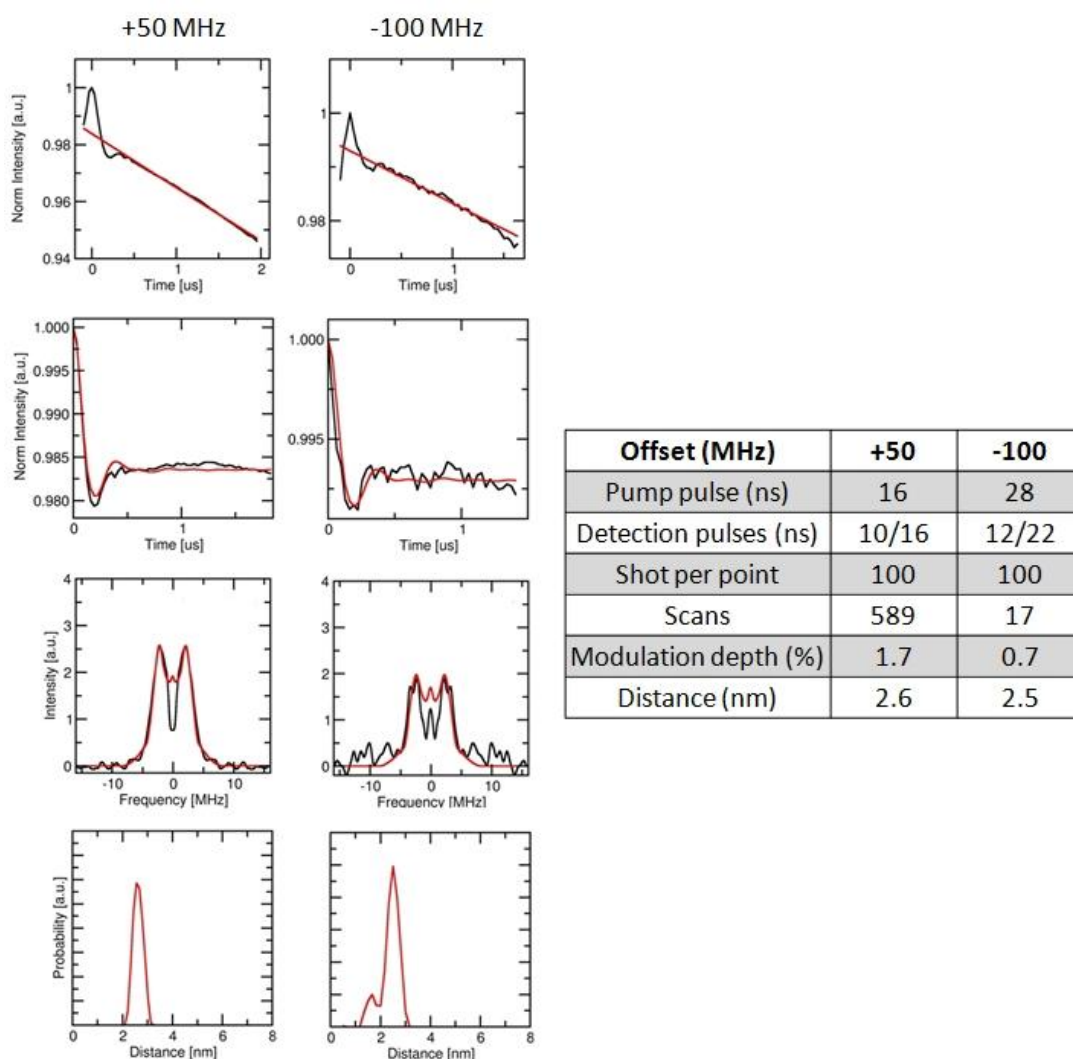 +50 MHz -100 MHz
Norm Intensity [a.u.]
1
0.98
0.96
0.94
0 1 2
Time [us]
1
0.98
0 1
Time [us]
Norm Intensity [a.u.]
1.000
0.995
0.990
0.985
0.980
0 1
Time [us]
1.000
0.995
0 1
Time [us]
Intensity [a.u.]
4
3
2
1
0
-10 0 10
Frequency [MHz]
4
3
2
1
0
-10 0 10
Frequency [MHz]
Probability [a.u.]
0 2 4 6 8
Distance [nm]
0 2 4 6 8
Distance [nm]
Offset (MHz) +50 -100
Pump pulse (ns) 16 28
Detection pulses (ns) 10/16 12/22
Shot per point 100 100
Scans 589 17
Modulation depth (%) 1.7 0.7
Distance (nm) 2.6 2.5